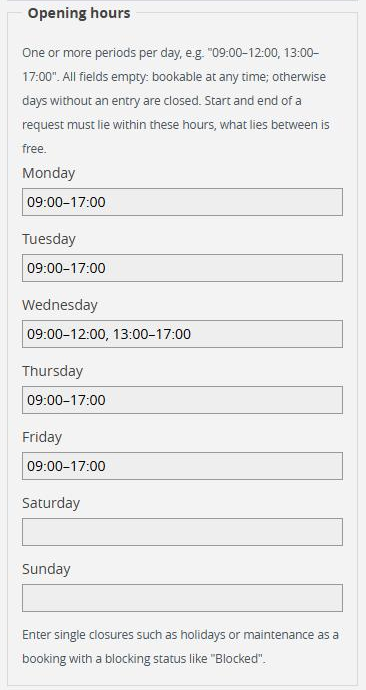 Opening hours
One or more periods per day, e.g. "09:00–12:00, 13:00–
17:00". All fields empty: bookable at any time; otherwise
days without an entry are closed. Start and end of a
request must lie within these hours, what lies between is
free.
Monday
09:00–17:00
Tuesday
09:00–17:00
Wednesday
09:00–12:00, 13:00–17:00
Thursday
09:00–17:00
Friday
09:00–17:00
Saturday
Sunday
Enter single closures such as holidays or maintenance as a
booking with a blocking status like "Blocked".